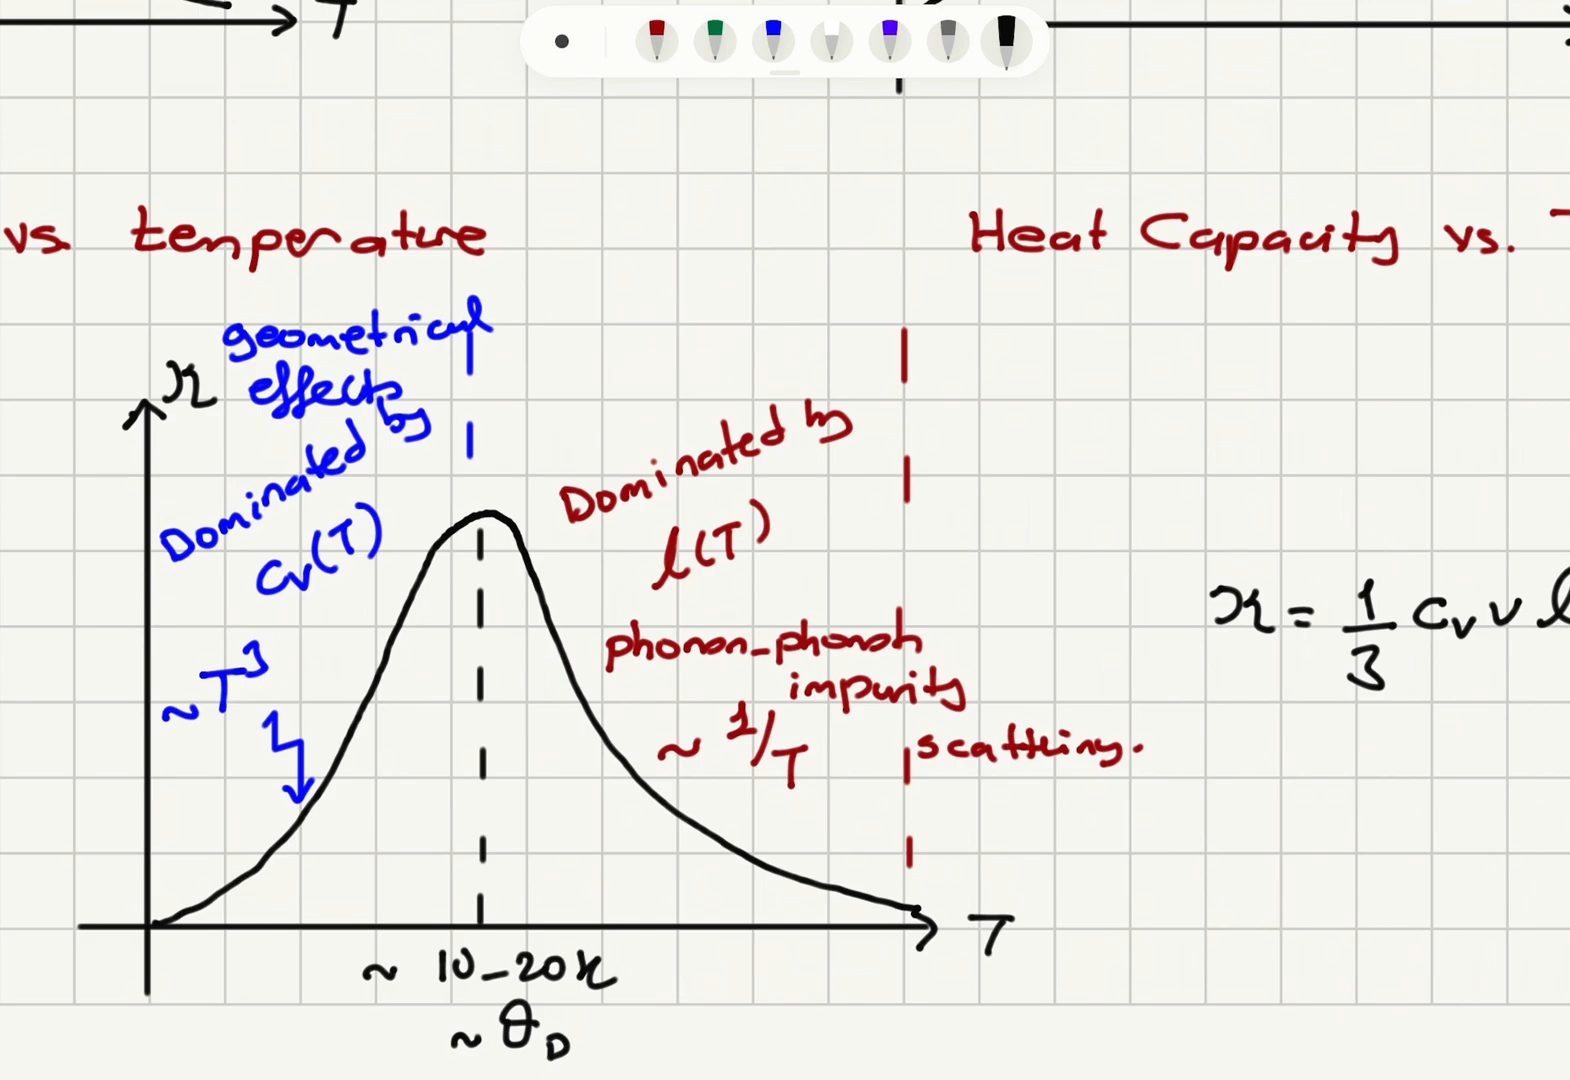 T
vs. temperature
Heat Capacity vs.
geometrical
effects
ϰ
Dominated by
Cv(T)
~T³
Dominated by
l(T)
phonon-phonon
impurity
~ 1/T
scattring.
ϰ = 1/3 Cv v l
T
~ 10-20K
~ θD